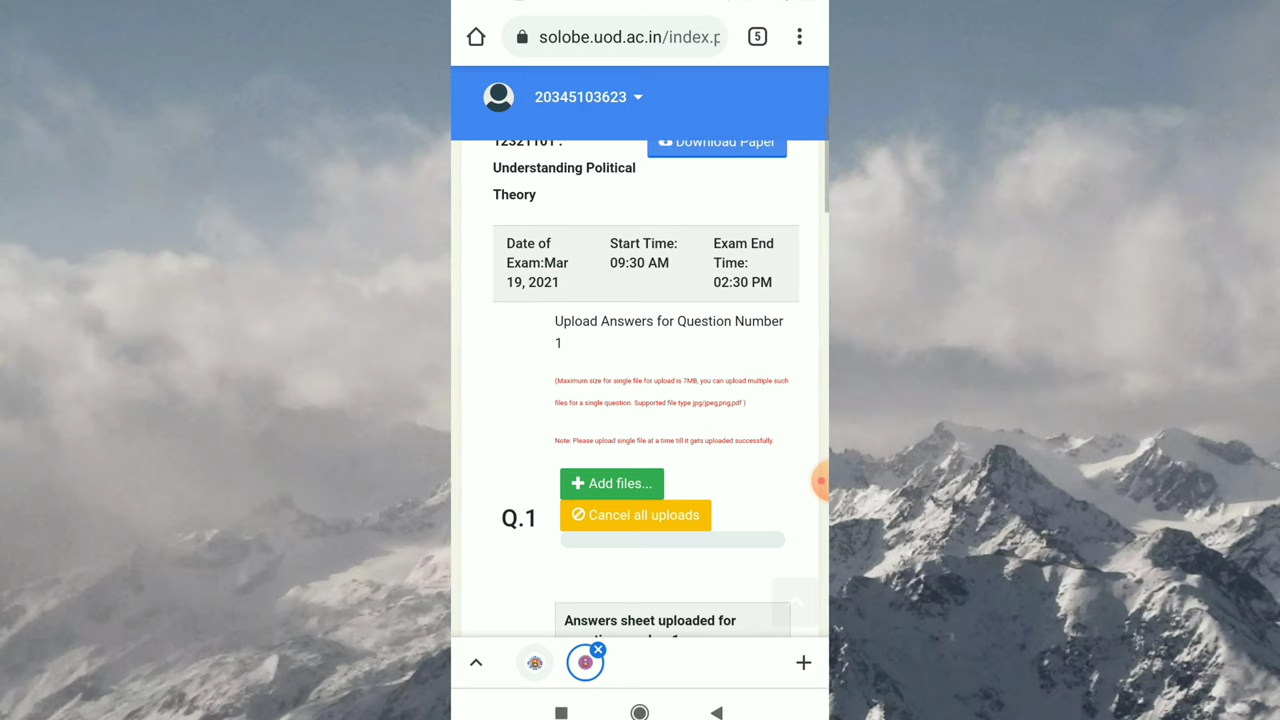 solobe.uod.ac.in/index.p
5
20345103623
12321101 :
Download Paper
Understanding Political
Theory
Date of
Exam:Mar
19, 2021
Start Time:
09:30 AM
Exam End
Time:
02:30 PM
Upload Answers for Question Number
1
(Maximum size for single file for upload is 7MB, you can upload multiple such
files for a single question. Supported file type jpg/jpeg,png,pdf )
Note: Please upload single file at a time till it gets uploaded successfully.
Add files...
Q.1
Cancel all uploads
Answers sheet uploaded for